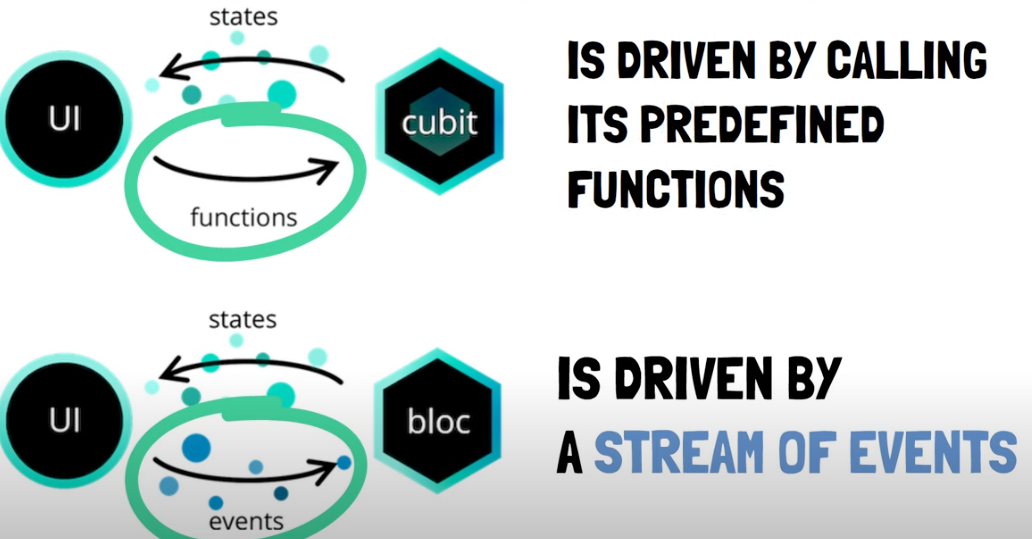 states
UI
cubit
functions
IS DRIVEN BY CALLING
ITS PREDEFINED
FUNCTIONS
states
UI
bloc
events
IS DRIVEN BY
A STREAM OF EVENTS